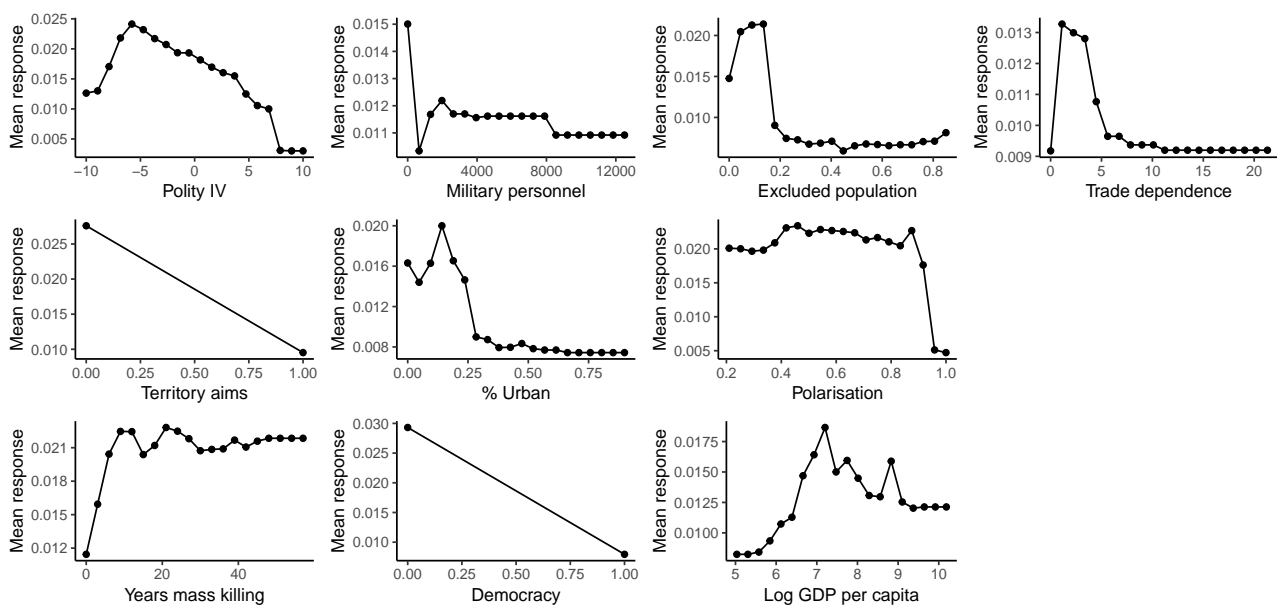 Mean response
0.025
0.020
0.015
0.010
0.005
−10 −5 0 5 10
Polity IV
Mean response
0.015
0.014
0.013
0.012
0.011
0 4000 8000 12000
Military personnel
Mean response
0.020
0.015
0.010
0.0 0.2 0.4 0.6 0.8
Excluded population
Mean response
0.013
0.012
0.011
0.010
0.009
0 5 10 15 20
Trade dependence
Mean response
0.025
0.020
0.015
0.010
0.00 0.25 0.50 0.75 1.00
Territory aims
Mean response
0.020
0.016
0.012
0.008
0.00 0.25 0.50 0.75
% Urban
Mean response
0.020
0.015
0.010
0.005
0.2 0.4 0.6 0.8 1.0
Polarisation
Mean response
0.021
0.018
0.015
0.012
0 20 40
Years mass killing
Mean response
0.030
0.025
0.020
0.015
0.010
0.00 0.25 0.50 0.75 1.00
Democracy
Mean response
0.0175
0.0150
0.0125
0.0100
5 6 7 8 9 10
Log GDP per capita